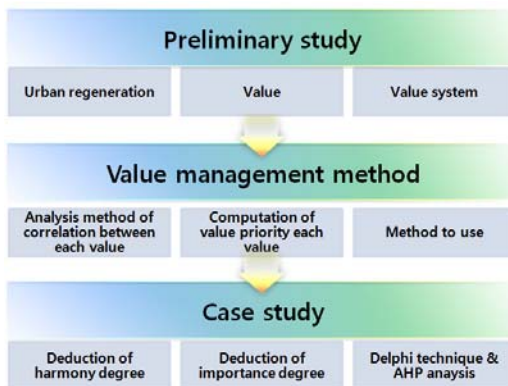 Preliminary study
Urban regeneration
Value
Value system
Value management method
Analysis method of
correlation between
each value
Computation of
value priority each
value
Method to use
Case study
Deduction of
harmony degree
Deduction of
importance degree
Delphi technique &
AHP anaysis